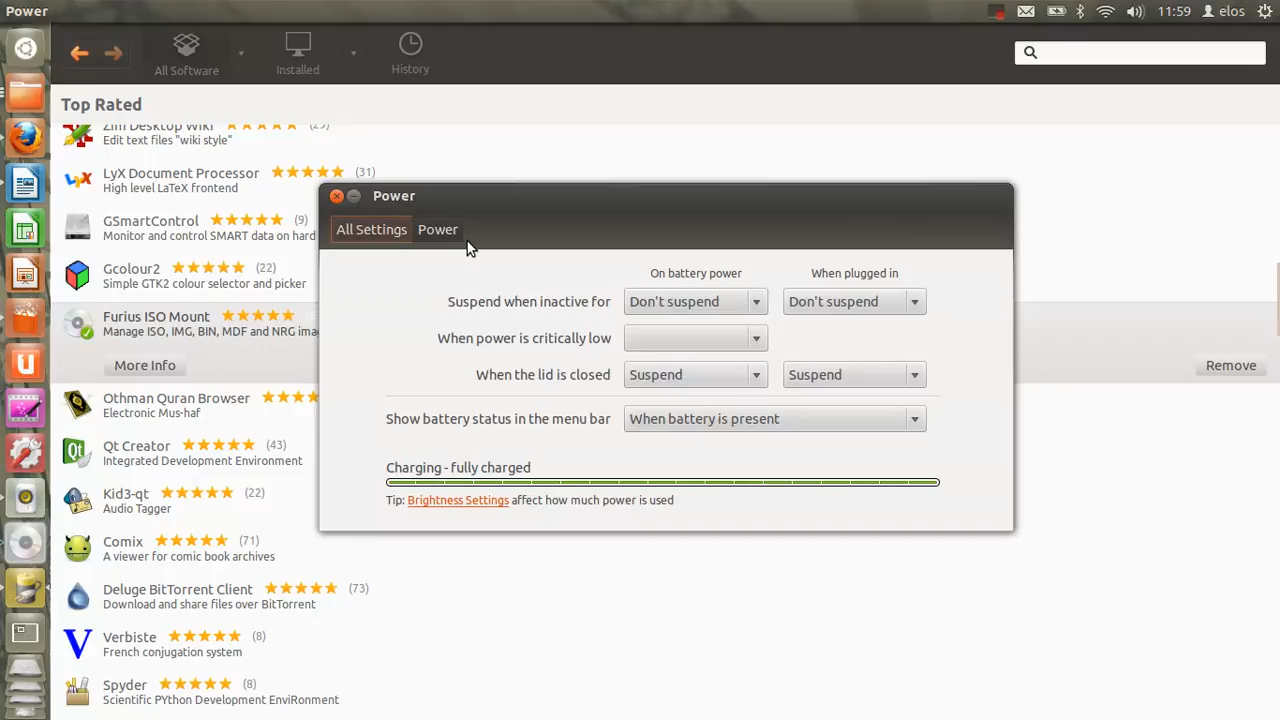 Power
11:59 elos
All Software Installed History
Top Rated
Zim Desktop Wiki (29)
Edit text files "wiki style"
LyX Document Processor (31)
High level LaTeX frontend
GSmartControl (9)
Monitor and control SMART data on hard
Gcolour2 (22)
Simple GTK2 colour selector and picker
Furius ISO Mount
Manage ISO, IMG, BIN, MDF and NRG imag
More Info Remove
Othman Quran Browser
Electronic Mus-haf
Qt Creator (43)
Integrated Development Environment
Kid3-qt (22)
Audio Tagger
Comix (71)
A viewer for comic book archives
Deluge BitTorrent Client (73)
Download and share files over BitTorrent
Verbiste (8)
French conjugation system
Spyder (8)
Scientific PYthon Development EnviRonment
Power
All Settings Power
On battery power When plugged in
Suspend when inactive for Don't suspend Don't suspend
When power is critically low
When the lid is closed Suspend Suspend
Show battery status in the menu bar When battery is present
Charging - fully charged
Tip: Brightness Settings affect how much power is used